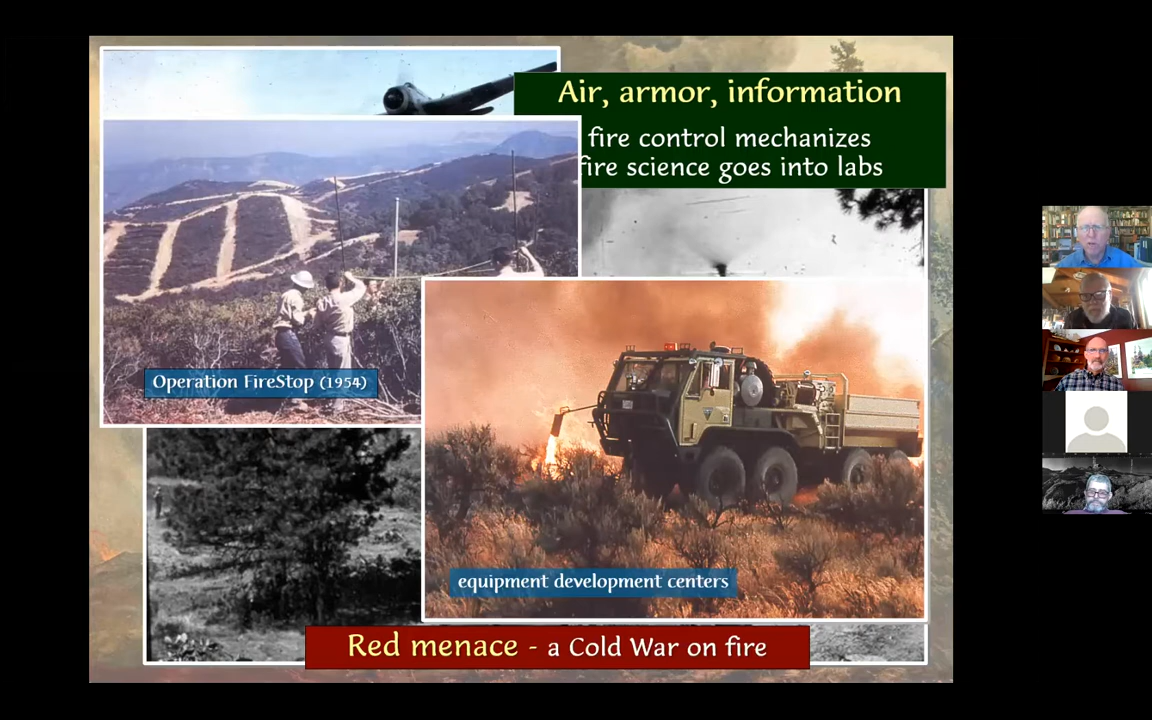 Air, armor, information
fire control mechanizes
fire science goes into labs
Operation FireStop (1954)
equipment development centers
Red menace - a Cold War on fire